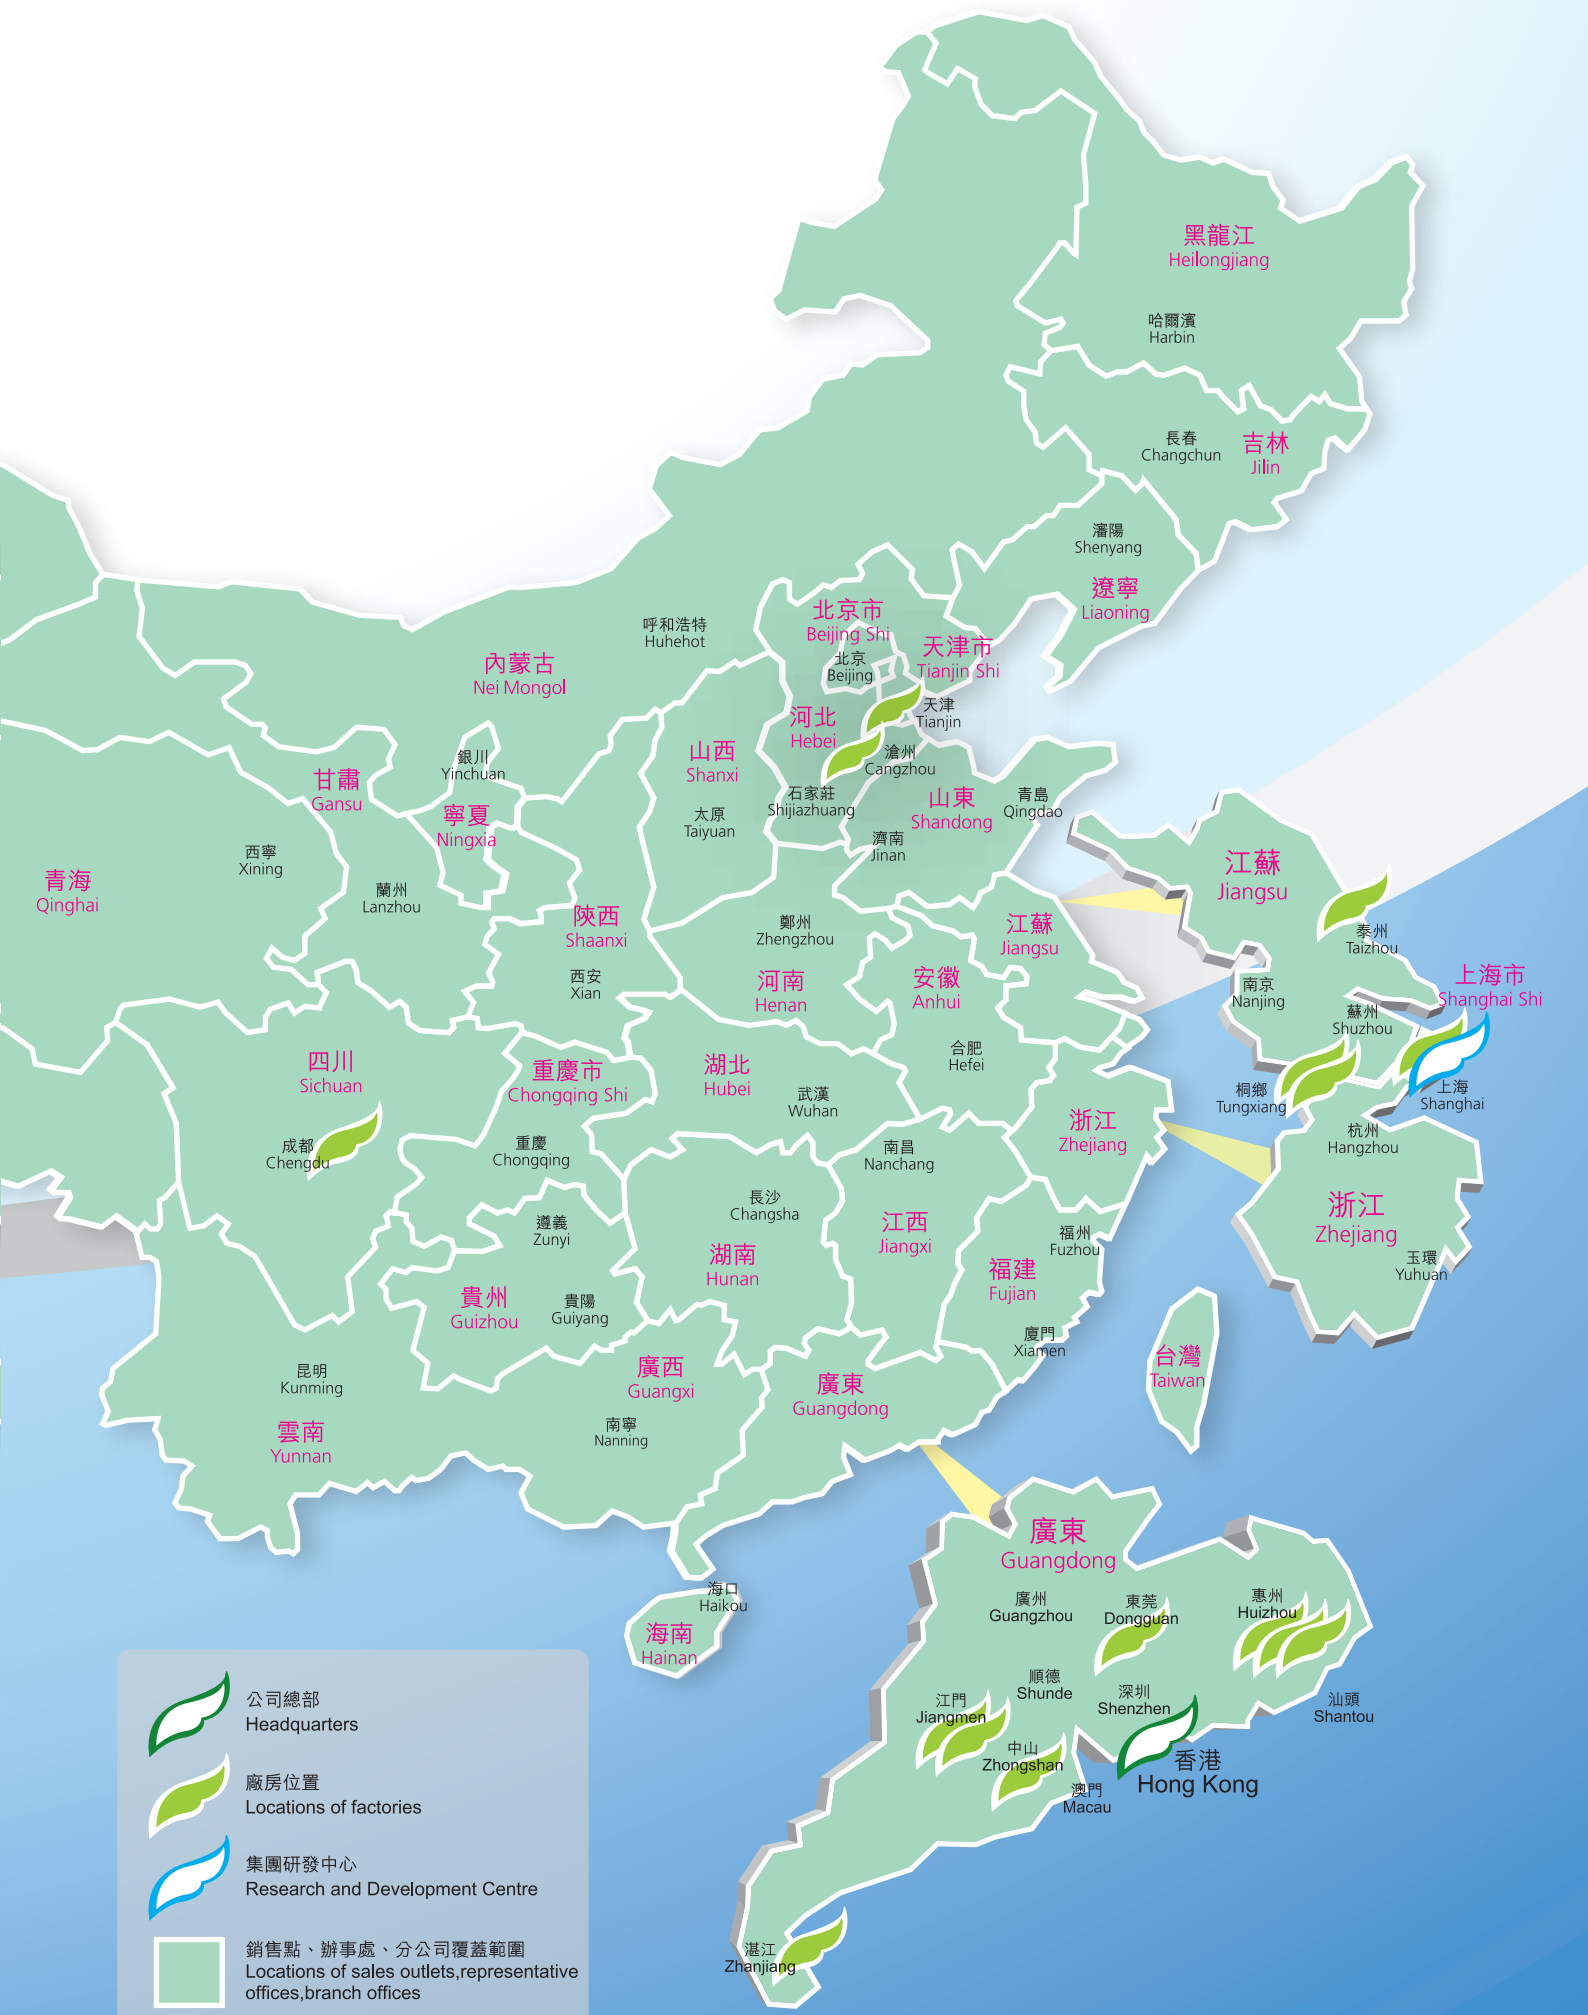 黑龍江
Heilongjiang
哈爾濱
Harbin
長春
Changchun
吉林
Jilin
瀋陽
Shenyang
遼寧
Liaoning
呼和浩特
Huhehot
內蒙古
Nei Mongol
北京市
Beijing Shi
北京
Beijing
天津市
Tianjin Shi
天津
Tianjin
河北
Hebei
滄州
Cangzhou
石家莊
Shijiazhuang
山西
Shanxi
太原
Taiyuan
山東
Shandong
青島
Qingdao
濟南
Jinan
銀川
Yinchuan
寧夏
Ningxia
甘肅
Gansu
西寧
Xining
蘭州
Lanzhou
青海
Qinghai
陝西
Shaanxi
西安
Xian
鄭州
Zhengzhou
河南
Henan
江蘇
Jiangsu
安徽
Anhui
合肥
Hefei
江蘇
Jiangsu
泰州
Taizhou
南京
Nanjing
蘇州
Shuzhou
上海市
Shanghai Shi
上海
Shanghai
桐鄉
Tungxiang
杭州
Hangzhou
浙江
Zhejiang
玉環
Yuhuan
四川
Sichuan
成都
Chengdu
重慶市
Chongqing Shi
重慶
Chongqing
湖北
Hubei
武漢
Wuhan
浙江
Zhejiang
南昌
Nanchang
長沙
Changsha
湖南
Hunan
江西
Jiangxi
遵義
Zunyi
貴州
Guizhou
貴陽
Guiyang
福州
Fuzhou
福建
Fujian
廈門
Xiamen
台灣
Taiwan
昆明
Kunming
雲南
Yunnan
廣西
Guangxi
南寧
Nanning
廣東
Guangdong
海口
Haikou
海南
Hainan
廣東
Guangdong
廣州
Guangzhou
東莞
Dongguan
惠州
Huizhou
順德
Shunde
深圳
Shenzhen
汕頭
Shantou
江門
Jiangmen
中山
Zhongshan
澳門
Macau
香港
Hong Kong
湛江
Zhanjiang
公司總部
Headquarters
廠房位置
Locations of factories
集團研發中心
Research and Development Centre
銷售點、辦事處、分公司覆蓋範圍
Locations of sales outlets,representative
offices,branch offices